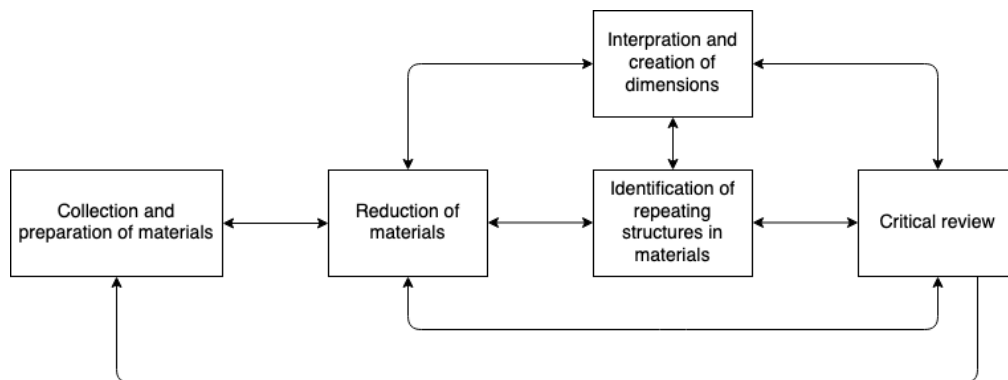 Interpration and
creation of
dimensions
Collection and
preparation of materials
Reduction of
materials
Identification of
repeating
structures in
materials
Critical review